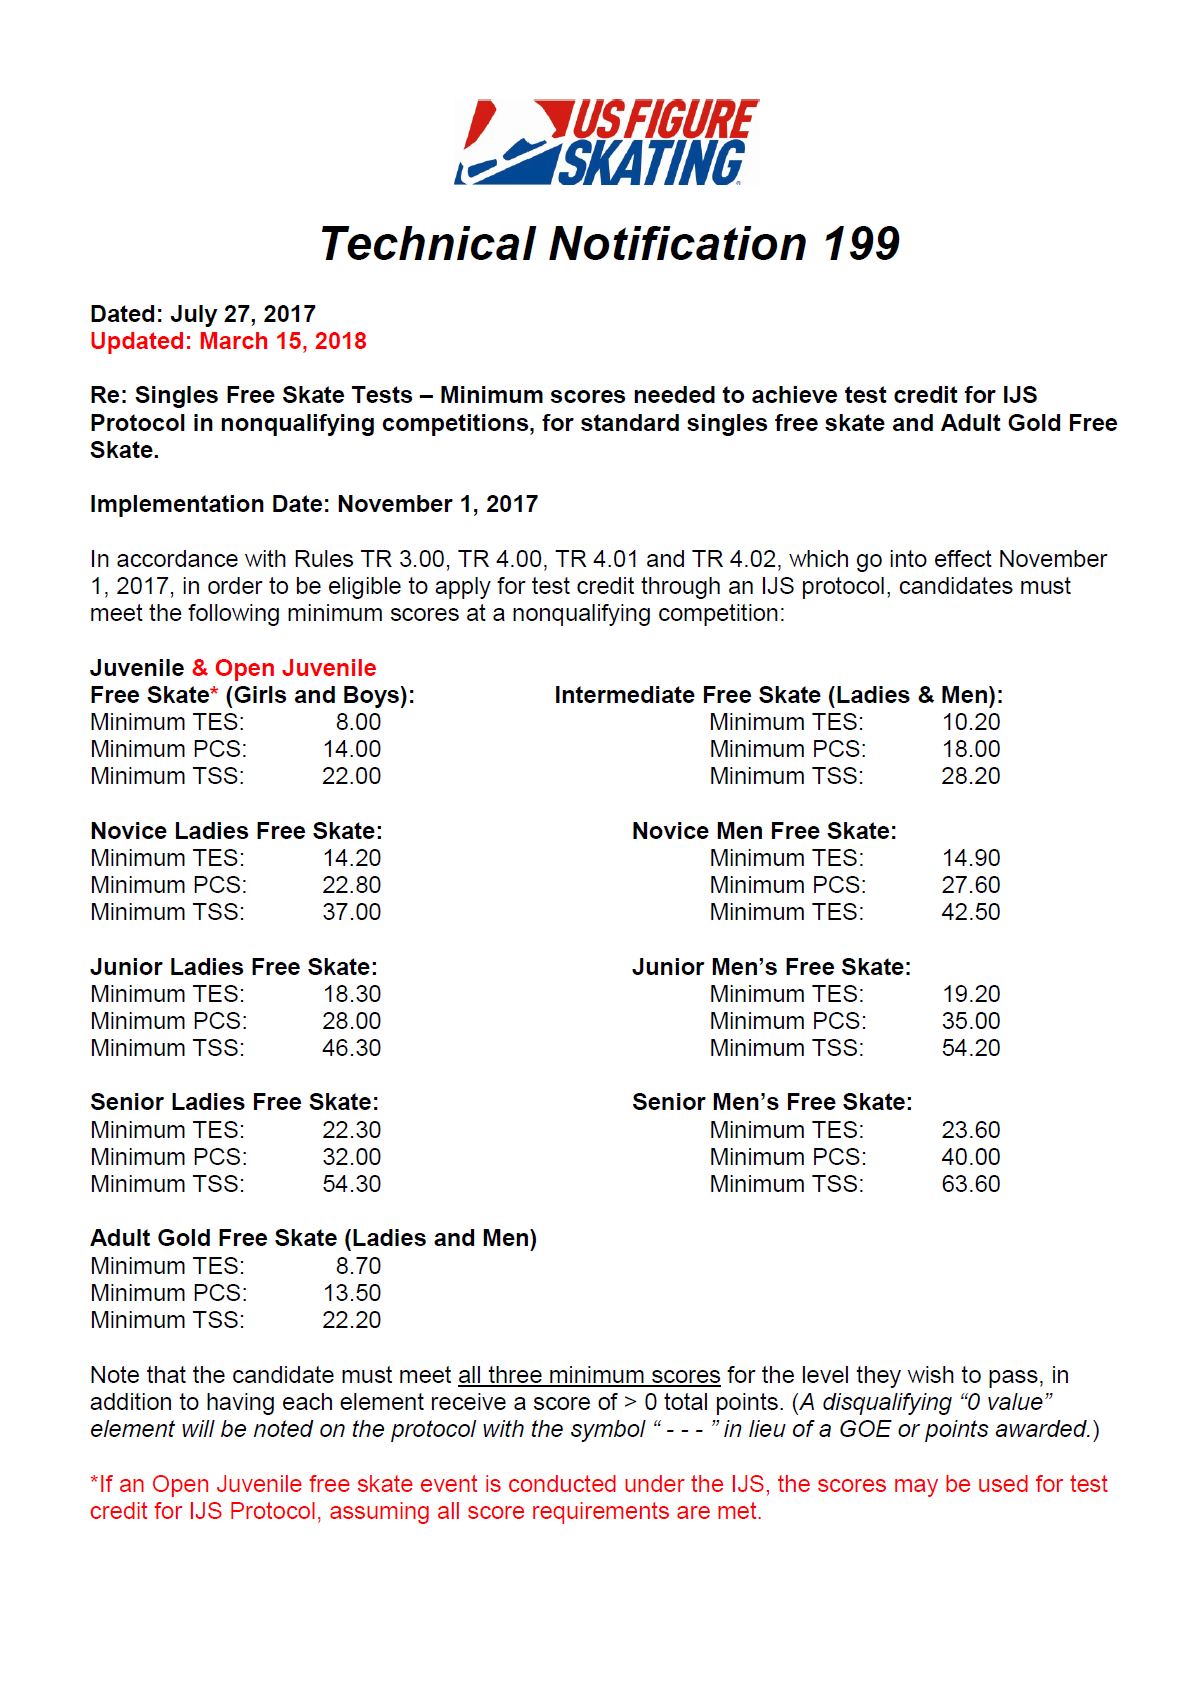 US FIGURE
SKATING
Technical Notification 199
Dated: July 27, 2017
Updated: March 15, 2018
Re: Singles Free Skate Tests – Minimum scores needed to achieve test credit for IJS
Protocol in nonqualifying competitions, for standard singles free skate and Adult Gold Free
Skate.
Implementation Date: November 1, 2017
In accordance with Rules TR 3.00, TR 4.00, TR 4.01 and TR 4.02, which go into effect November
1, 2017, in order to be eligible to apply for test credit through an IJS protocol, candidates must
meet the following minimum scores at a nonqualifying competition:
Juvenile & Open Juvenile
Free Skate* (Girls and Boys): Intermediate Free Skate (Ladies & Men):
Minimum TES: 8.00 Minimum TES: 10.20
Minimum PCS: 14.00 Minimum PCS: 18.00
Minimum TSS: 22.00 Minimum TSS: 28.20
Novice Ladies Free Skate: Novice Men Free Skate:
Minimum TES: 14.20 Minimum TES: 14.90
Minimum PCS: 22.80 Minimum PCS: 27.60
Minimum TSS: 37.00 Minimum TES: 42.50
Junior Ladies Free Skate: Junior Men’s Free Skate:
Minimum TES: 18.30 Minimum TES: 19.20
Minimum PCS: 28.00 Minimum PCS: 35.00
Minimum TSS: 46.30 Minimum TSS: 54.20
Senior Ladies Free Skate: Senior Men’s Free Skate:
Minimum TES: 22.30 Minimum TES: 23.60
Minimum PCS: 32.00 Minimum PCS: 40.00
Minimum TSS: 54.30 Minimum TSS: 63.60
Adult Gold Free Skate (Ladies and Men)
Minimum TES: 8.70
Minimum PCS: 13.50
Minimum TSS: 22.20
Note that the candidate must meet all three minimum scores for the level they wish to pass, in
addition to having each element receive a score of > 0 total points. (A disqualifying “0 value”
element will be noted on the protocol with the symbol “ - - - ” in lieu of a GOE or points awarded.)
*If an Open Juvenile free skate event is conducted under the IJS, the scores may be used for test
credit for IJS Protocol, assuming all score requirements are met.